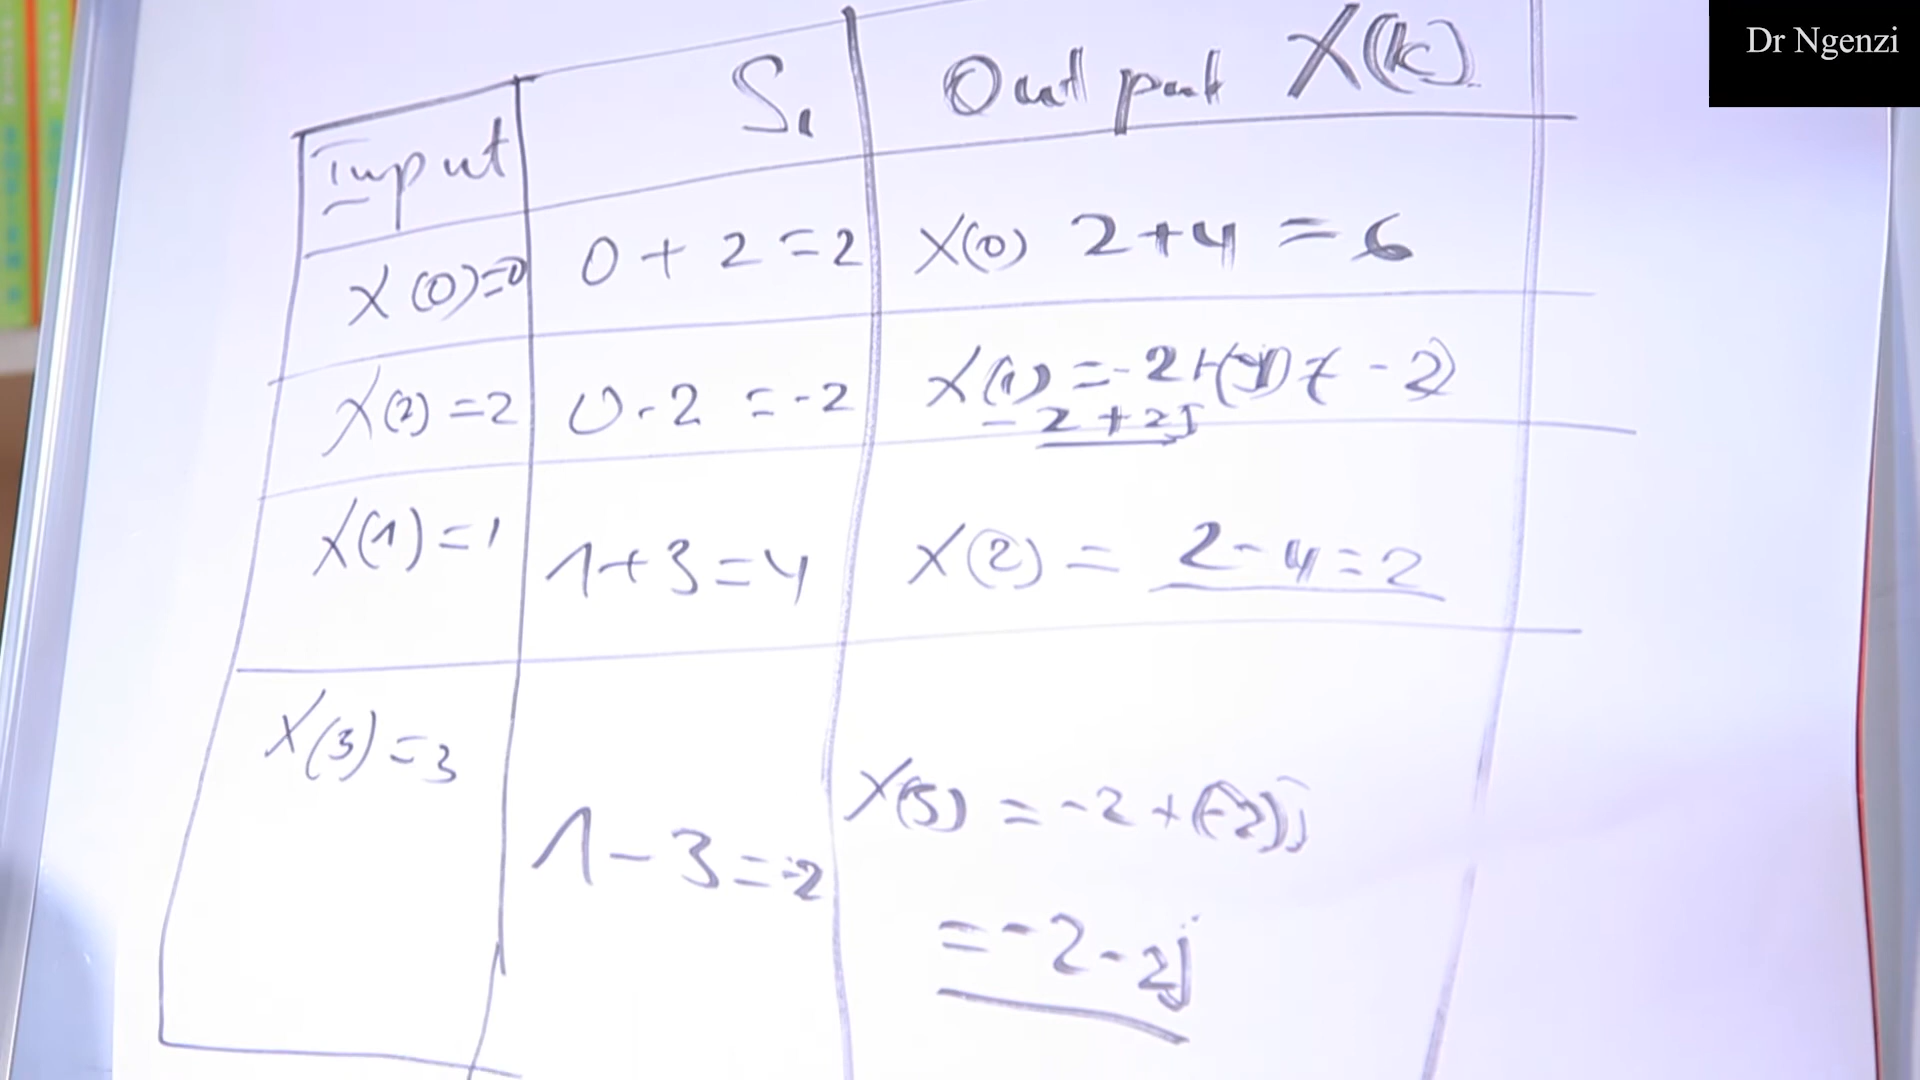 Dr Ngenzi
Input S1 Output X(k)
X(0)=0 0+2=2 X(0) 2+4=6
X(2)=2 0-2=-2 X(1)=-2+(-j)(-2)
-2+2j
X(1)=1 1+3=4 X(2)=2-4=2
X(3)=3 1-3=-2 X(3)=-2+(-2)j
=-2-2j